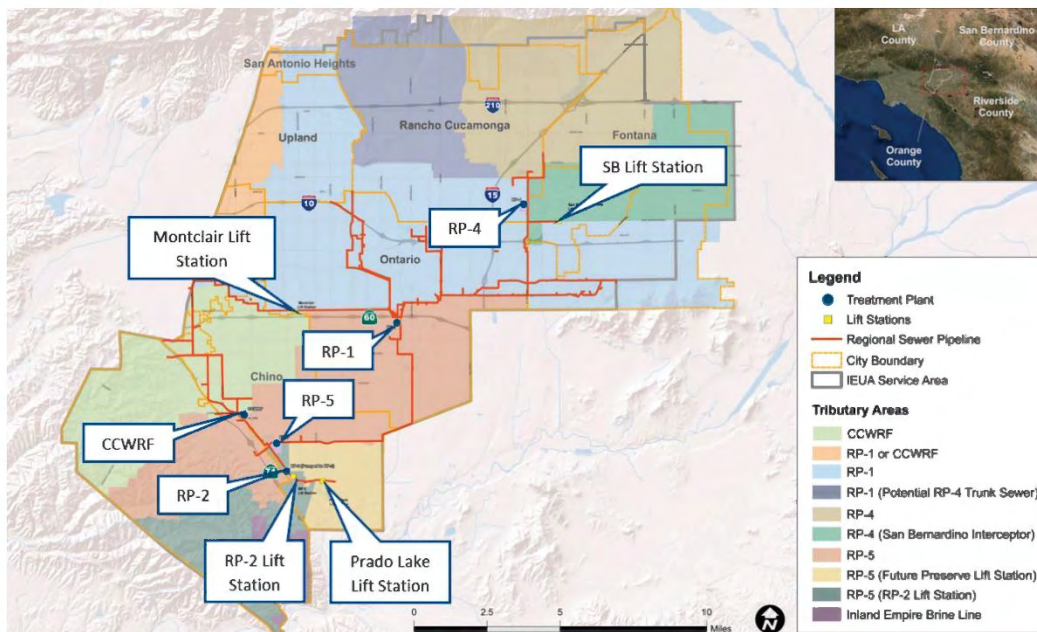 LA
County
San Bernardino
County
Riverside
County
Orange
County
San Antonio Heights
210
Upland
Rancho Cucamonga
Fontana
SB Lift Station
10
15
RP-4
Montclair Lift
Station
Ontario
60
RP-1
Chino
RP-5
CCWRF
RP-2
RP-2 Lift
Station
Prado Lake
Lift Station
Legend
Treatment Plant
Lift Stations
Regional Sewer Pipeline
City Boundary
IEUA Service Area
Tributary Areas
CCWRF
RP-1 or CCWRF
RP-1
RP-1 (Potential RP-4 Trunk Sewer)
RP-4
RP-4 (San Bernardino Interceptor)
RP-5
RP-5 (Future Preserve Lift Station)
RP-5 (RP-2 Lift Station)
Inland Empire Brine Line
0 2.5 5 10
Miles
N